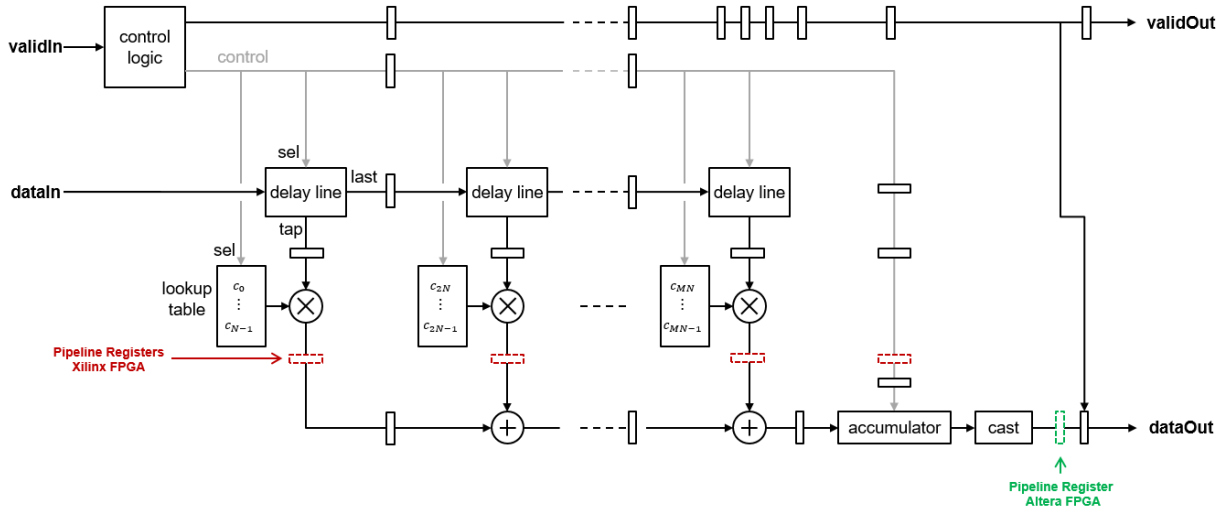 validIn
control
logic
validOut
control
sel
dataIn
delay line
last
delay line
delay line
tap
sel
lookup
table
c₀
⋮
c_{N−1}
c_{2N}
⋮
c_{2N−1}
c_{MN}
⋮
c_{MN−1}
Pipeline Registers
Xilinx FPGA
accumulator
cast
dataOut
Pipeline Register
Altera FPGA